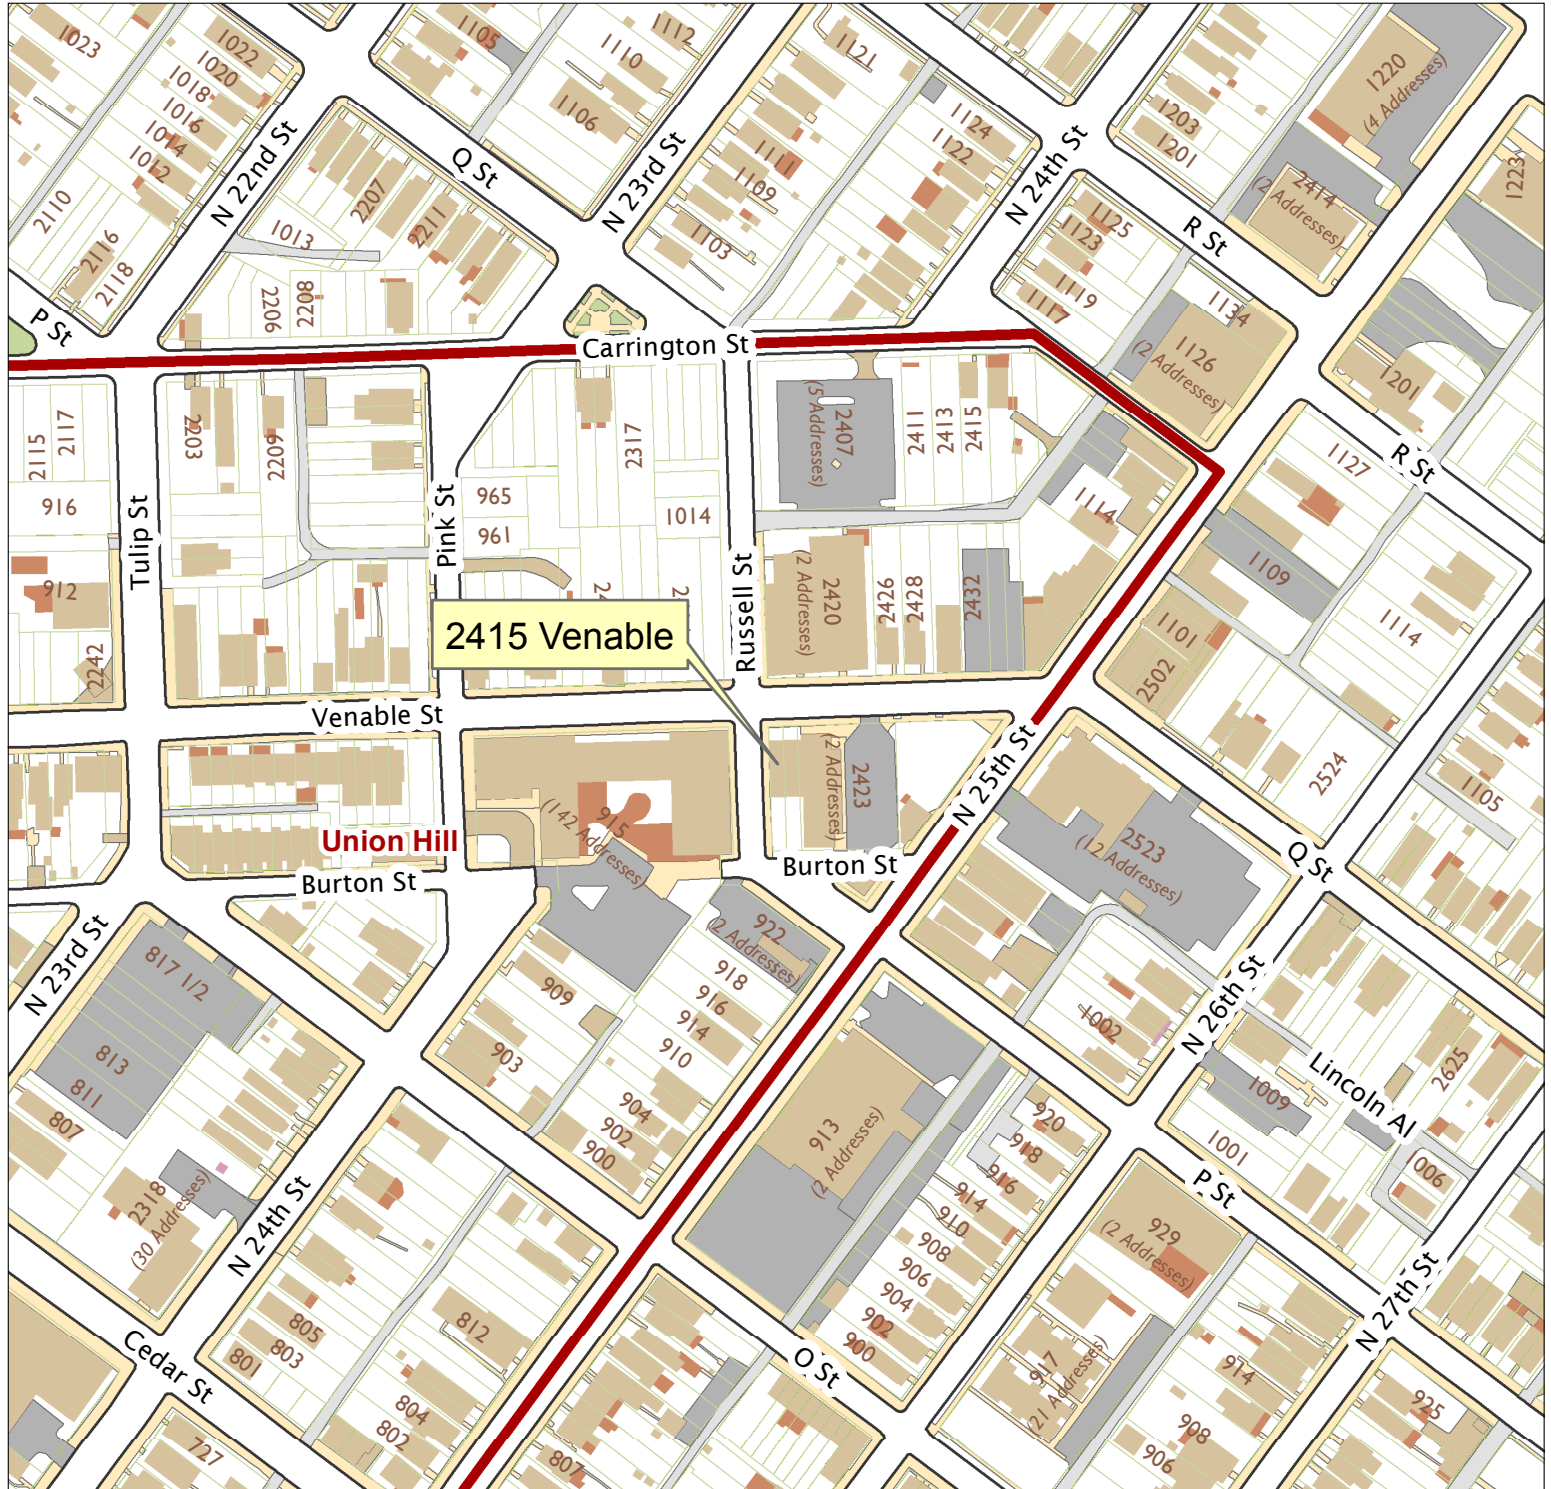 1023
1022
1020
1018
1016
1014
1012
2110
2116
2118
P St
N 22nd St
1105
1110
1112
1106
Q St
2207
2211
1013
2206
2208
N 23rd St
1121
1111
1109
1103
1124
1122
N 24th St
1203
1201
1220
(4 Addresses)
2414
(2 Addresses)
1223
R St
1125
1123
1119
1117
1134
1126
(2 Addresses)
1201
Carrington St
2115
2117
916
912
2242
Tulip St
2203
2209
Pink St
965
961
2317
1014
Russell St
2407
(5 Addresses)
2411
2413
2415
1114
2420
(2 Addresses)
2426
2428
2432
1127
R St
1109
1101
2502
1114
2524
1105
2415 Venable
Venable St
Union Hill
Burton St
915
(142 Addresses)
(2 Addresses)
2423
Burton St
N 25th St
2523
(12 Addresses)
Q St
N 23rd St
817 1/2
813
811
807
2318
(30 Addresses)
N 24th St
909
903
922
(2 Addresses)
918
916
914
910
904
902
900
1002
N 26th St
1009
Lincoln Al
2625
1001
1006
P St
913
(2 Addresses)
920
918
916
914
910
908
906
904
902
900
929
(2 Addresses)
N 27th St
Cedar St
805
803
801
812
804
802
O St
917
(21 Addresses)
914
908
906
925
727
807